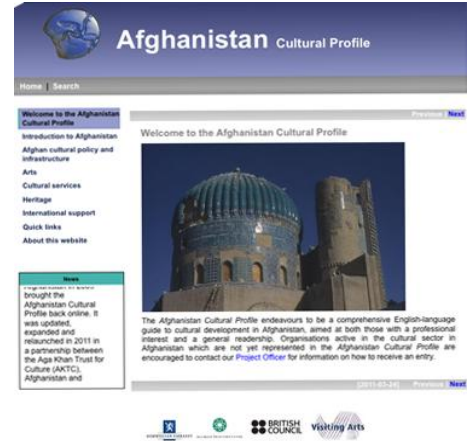 Afghanistan Cultural Profile
Home | Search
Welcome to the Afghanistan
Cultural Profile
Introduction to Afghanistan
Afghan cultural policy and
infrastructure
Arts
Cultural services
Heritage
International support
Quick links
About this website
News
brought the
Afghanistan Cultural
Profile back online. It
was updated,
expanded and
relaunched in 2011 in
a partnership between
the Aga Khan Trust for
Culture (AKTC),
Afghanistan and
Previous | Next
Welcome to the Afghanistan Cultural Profile
The Afghanistan Cultural Profile endeavours to be a comprehensive English-language
guide to cultural development in Afghanistan, aimed at both those with a professional
interest and a general readership. Organisations active in the cultural sector in
Afghanistan which are not yet represented in the Afghanistan Cultural Profile are
encouraged to contact our Project Officer for information on how to receive an entry.
[2011-03-24] Previous | Next
BRITISH
COUNCIL
Visiting Arts